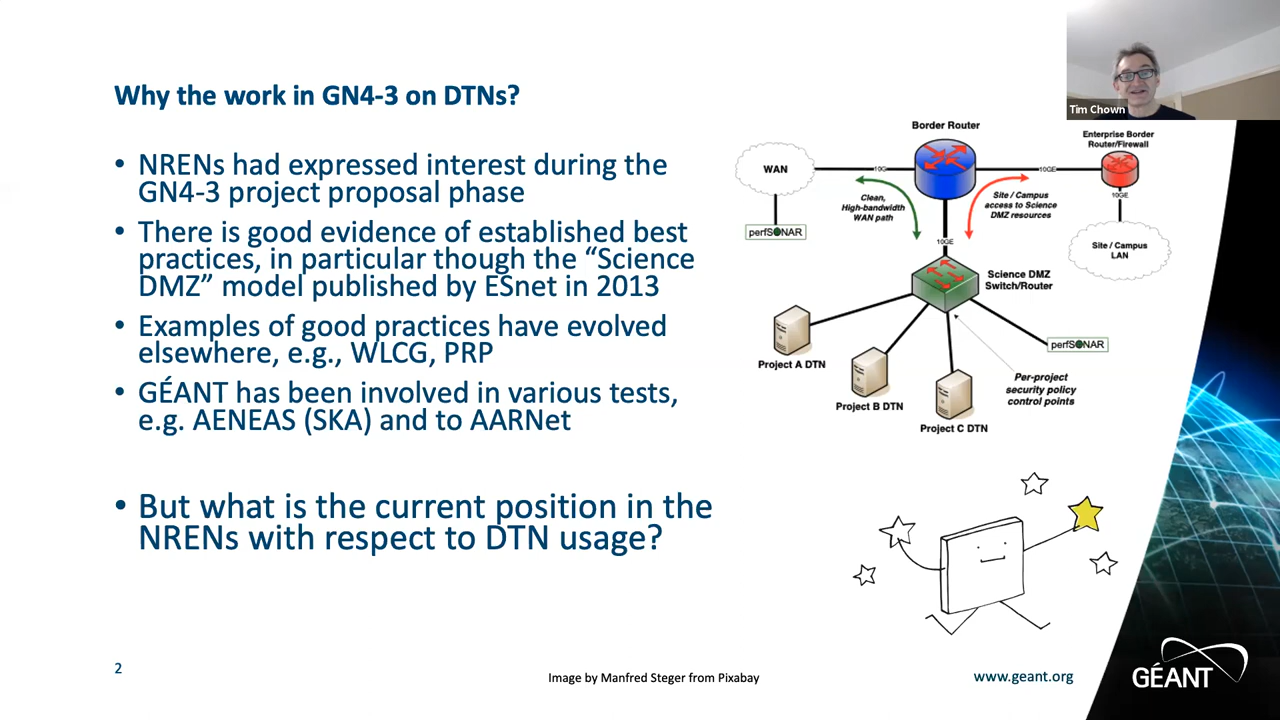 Why the work in GN4-3 on DTNs?
• NRENs had expressed interest during the
GN4-3 project proposal phase
• There is good evidence of established best
practices, in particular though the “Science
DMZ” model published by ESnet in 2013
• Examples of good practices have evolved
elsewhere, e.g., WLCG, PRP
• GÉANT has been involved in various tests,
e.g. AENEAS (SKA) and to AARNet
• But what is the current position in the
NRENs with respect to DTN usage?
Tim Chown
Border Router
Enterprise Border
Router/Firewall
WAN
10G
10GE
10GE
Clean,
High-bandwidth
WAN path
Site / Campus
access to Science
DMZ resources
perfSONAR
10GE
Site / Campus
LAN
Science DMZ
Switch/Router
perfSONAR
Project A DTN
Project B DTN
Project C DTN
Per-project
security policy
control points
2
Image by Manfred Steger from Pixabay
www.geant.org
GÉANT